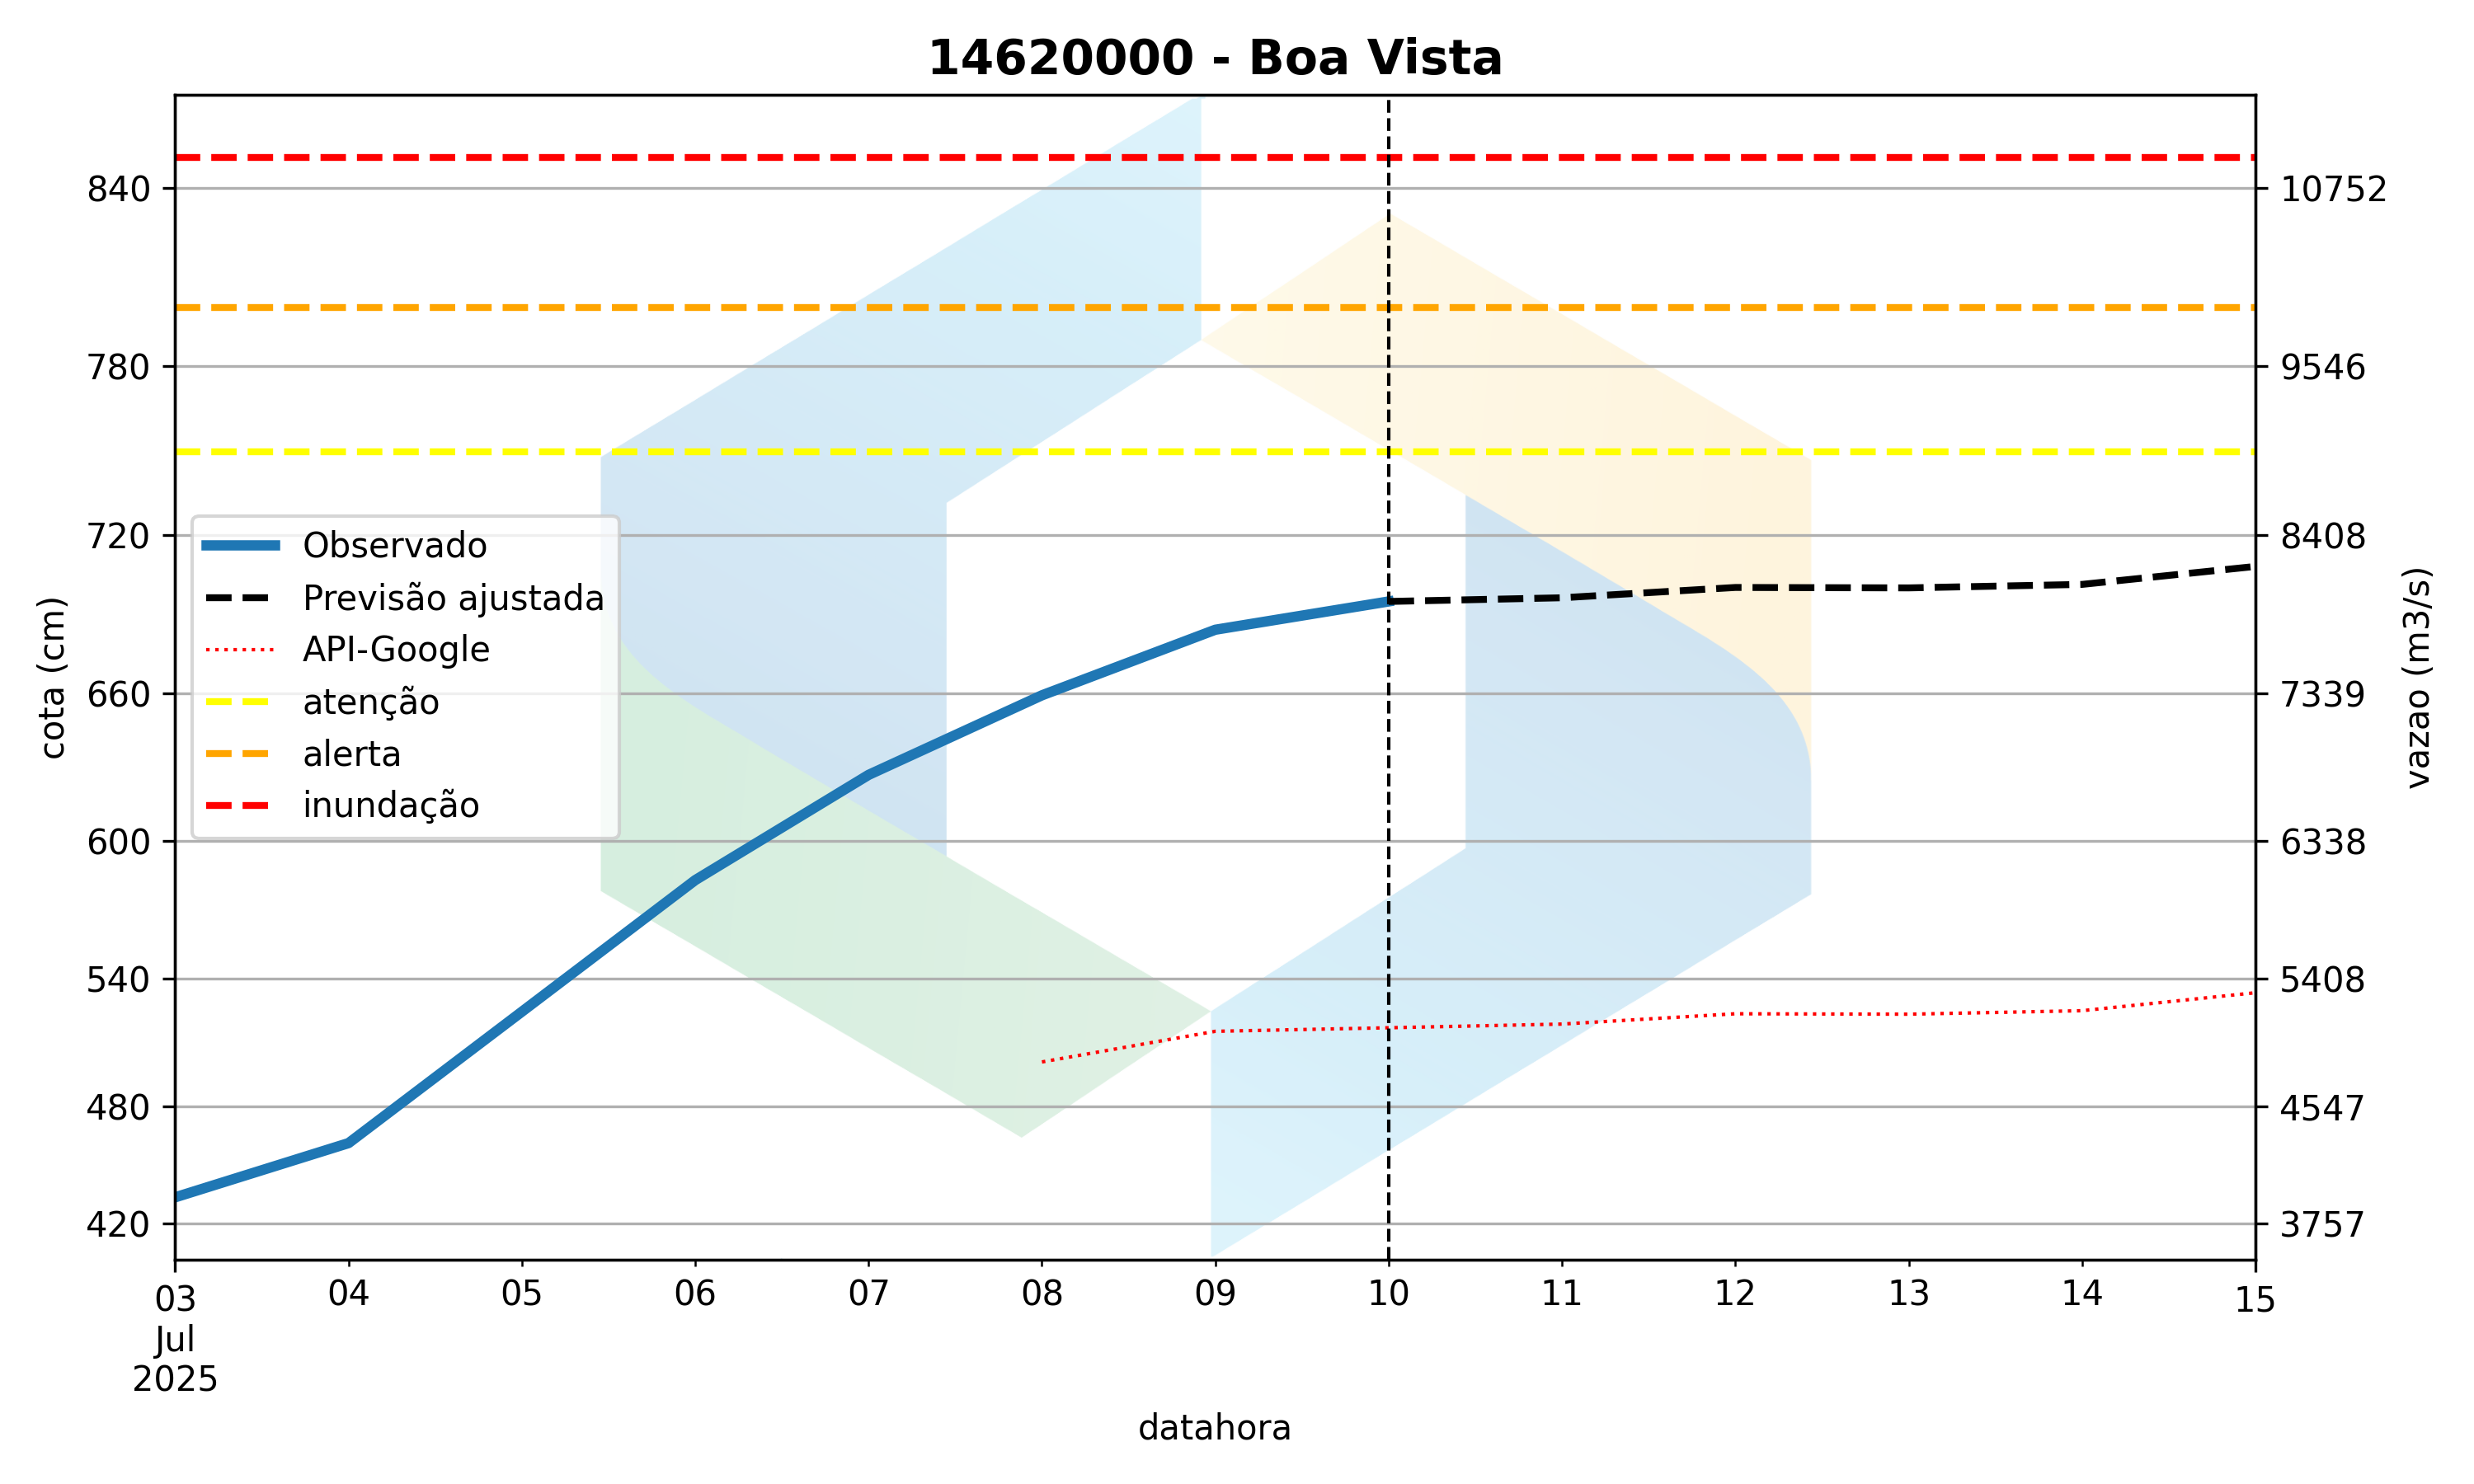 14620000 - Boa Vista
840
780
720
660
600
540
480
420
cota (cm)
10752
9546
8408
7339
6338
5408
4547
3757
vazao (m3/s)
Observado
Previsão ajustada
API-Google
atenção
alerta
inundação
03 04 05 06 07 08 09 10 11 12 13 14 15
Jul
2025
datahora